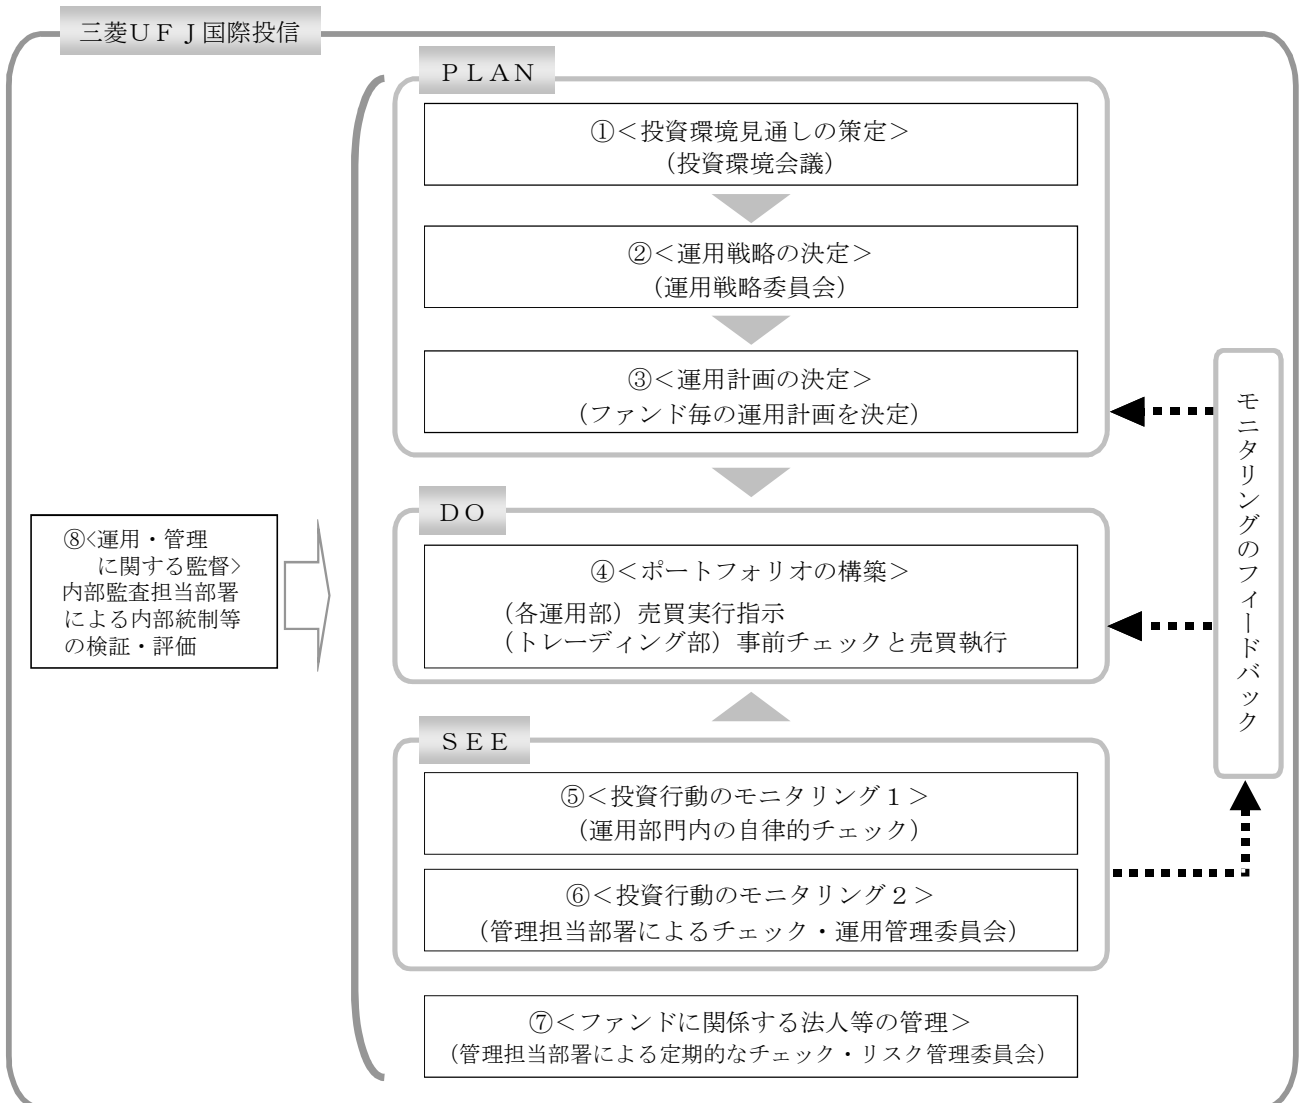 三菱ＵＦＪ国際投信
ＰＬＡＮ
①＜投資環境見通しの策定＞
（投資環境会議）
②＜運用戦略の決定＞
（運用戦略委員会）
③＜運用計画の決定＞
（ファンド毎の運用計画を決定）
ＤＯ
④＜ポートフォリオの構築＞
（各運用部）売買実行指示
（トレーディング部）事前チェックと売買執行
ＳＥＥ
⑤＜投資行動のモニタリング１＞
（運用部門内の自律的チェック）
⑥＜投資行動のモニタリング２＞
（管理担当部署によるチェック・運用管理委員会）
⑦＜ファンドに関係する法人等の管理＞
（管理担当部署による定期的なチェック・リスク管理委員会）
⑧<運用・管理
に関する監督>
内部監査担当部署
による内部統制等
の検証・評価
モニタリングのフィードバック